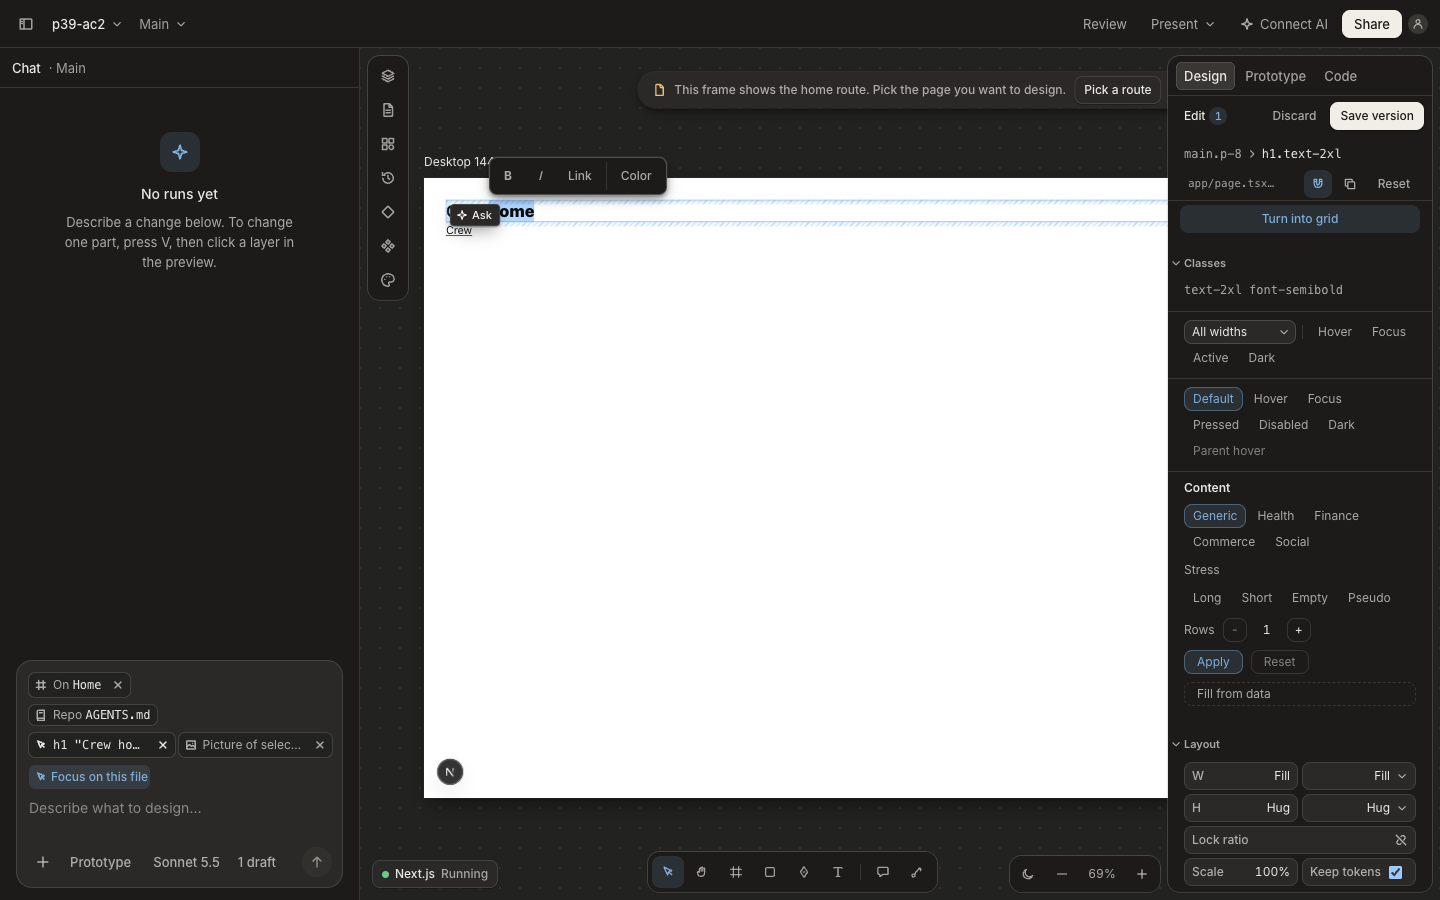 p39-ac2
Main
Review
Present
Connect AI
Share
Chat · Main
No runs yet
Describe a change below. To change
one part, press V, then click a layer in
the preview.
On Home
Repo AGENTS.md
h1 "Crew ho…
Picture of selec...
Focus on this file
Describe what to design...
Prototype
Sonnet 5.5
1 draft
This frame shows the home route. Pick the page you want to design.
Pick a route
Desktop
B
I
Link
Color
Ask
Crew
N
Next.js Running
T
69%
Design
Prototype
Code
Edit 1
Discard
Save version
main.p-8 > h1.text-2xl
app/page.tsx…
Reset
Turn into grid
Classes
text-2xl font-semibold
All widths
Hover
Focus
Active
Dark
Default
Hover
Focus
Pressed
Disabled
Dark
Parent hover
Content
Generic
Health
Finance
Commerce
Social
Stress
Long
Short
Empty
Pseudo
Rows - 1 +
Apply
Reset
Fill from data
Layout
W Fill
Fill
H Hug
Hug
Lock ratio
Scale 100%
Keep tokens